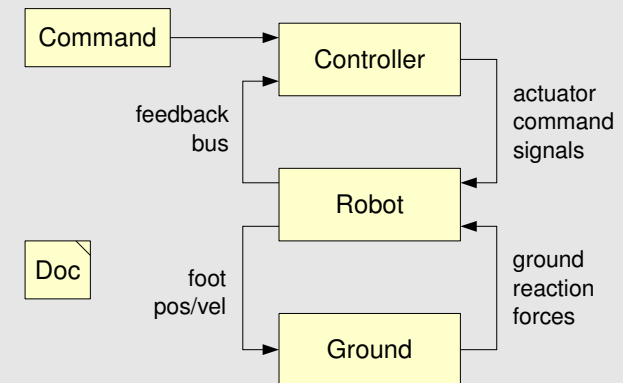 Command
Controller
feedback
bus
actuator
command
signals
Robot
Doc
foot
pos/vel
ground
reaction
forces
Ground